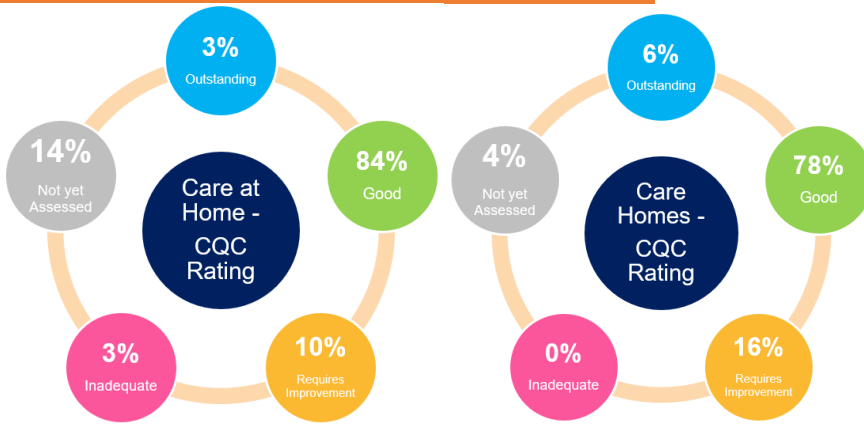 3%
Outstanding
84%
Good
10%
Requires
Improvement
3%
Inadequate
14%
Not yet
Assessed
Care at
Home -
CQC
Rating
6%
Outstanding
78%
Good
16%
Requires
Improvement
0%
Inadequate
4%
Not yet
Assessed
Care
Homes -
CQC
Rating